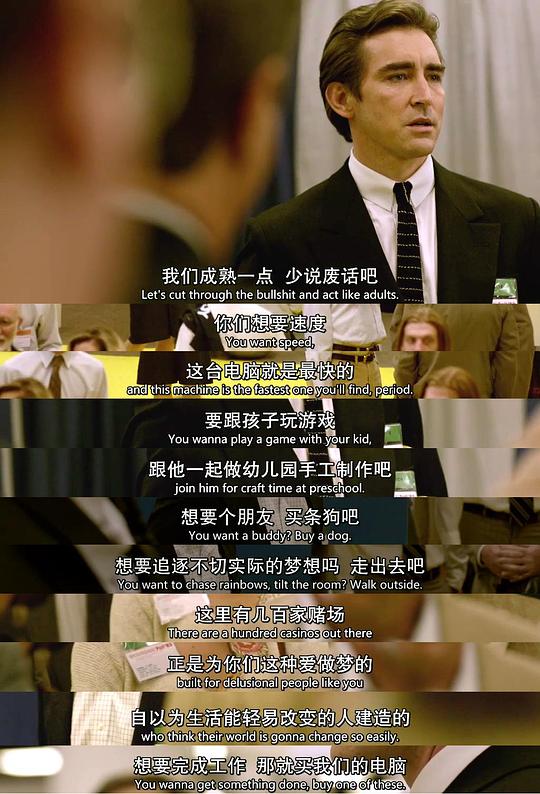 我们成熟一点 少说废话吧
Let's cut through the bullshit and act like adults.
你们想要速度
You want speed,
这台电脑就是最快的
and this machine is the fastest one you'll find, period.
要跟孩子玩游戏
You wanna play a game with your kid,
跟他一起做幼儿园手工制作吧
join him for craft time at preschool.
想要个朋友 买条狗吧
You want a buddy? Buy a dog.
想要追逐不切实际的梦想吗 走出去吧
You want to chase rainbows, tilt the room? Walk outside.
这里有几百家赌场
There are a hundred casinos out there
正是为你们这种爱做梦的
built for delusional people like you
自以为生活能轻易改变的人建造的
who think their world is gonna change so easily.
想要完成工作 那就买我们的电脑
You wanna get something done, buy one of these.